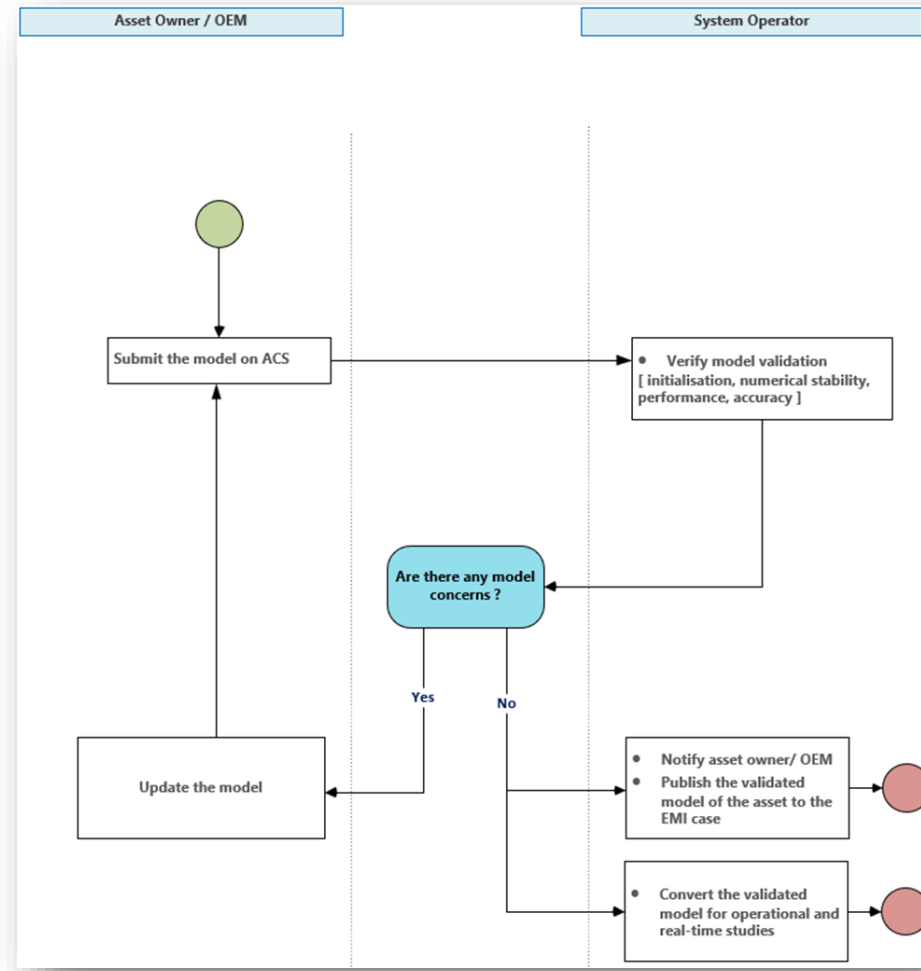 Asset Owner / OEM
System Operator
Submit the model on ACS
• Verify model validation
[ initialisation, numerical stability,
performance, accuracy ]
Are there any model
concerns ?
Yes
No
Update the model
• Notify asset owner/ OEM
• Publish the validated
model of the asset to the
EMI case
• Convert the validated
model for operational and
real-time studies